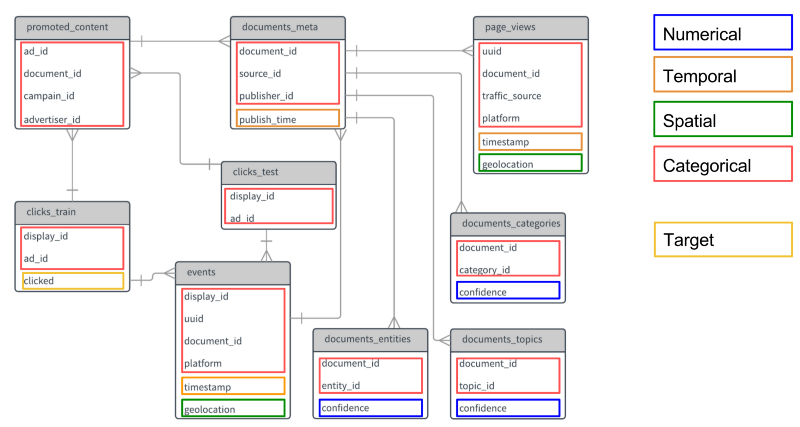 promoted_content
ad_id
document_id
campain_id
advertiser_id
documents_meta
document_id
source_id
publisher_id
publish_time
page_views
uuid
document_id
traffic_source
platform
timestamp
geolocation
Numerical
Temporal
Spatial
Categorical
Target
clicks_test
display_id
ad_id
clicks_train
display_id
ad_id
clicked
documents_categories
document_id
category_id
confidence
events
display_id
uuid
document_id
platform
timestamp
geolocation
documents_entities
document_id
entity_id
confidence
documents_topics
document_id
topic_id
confidence